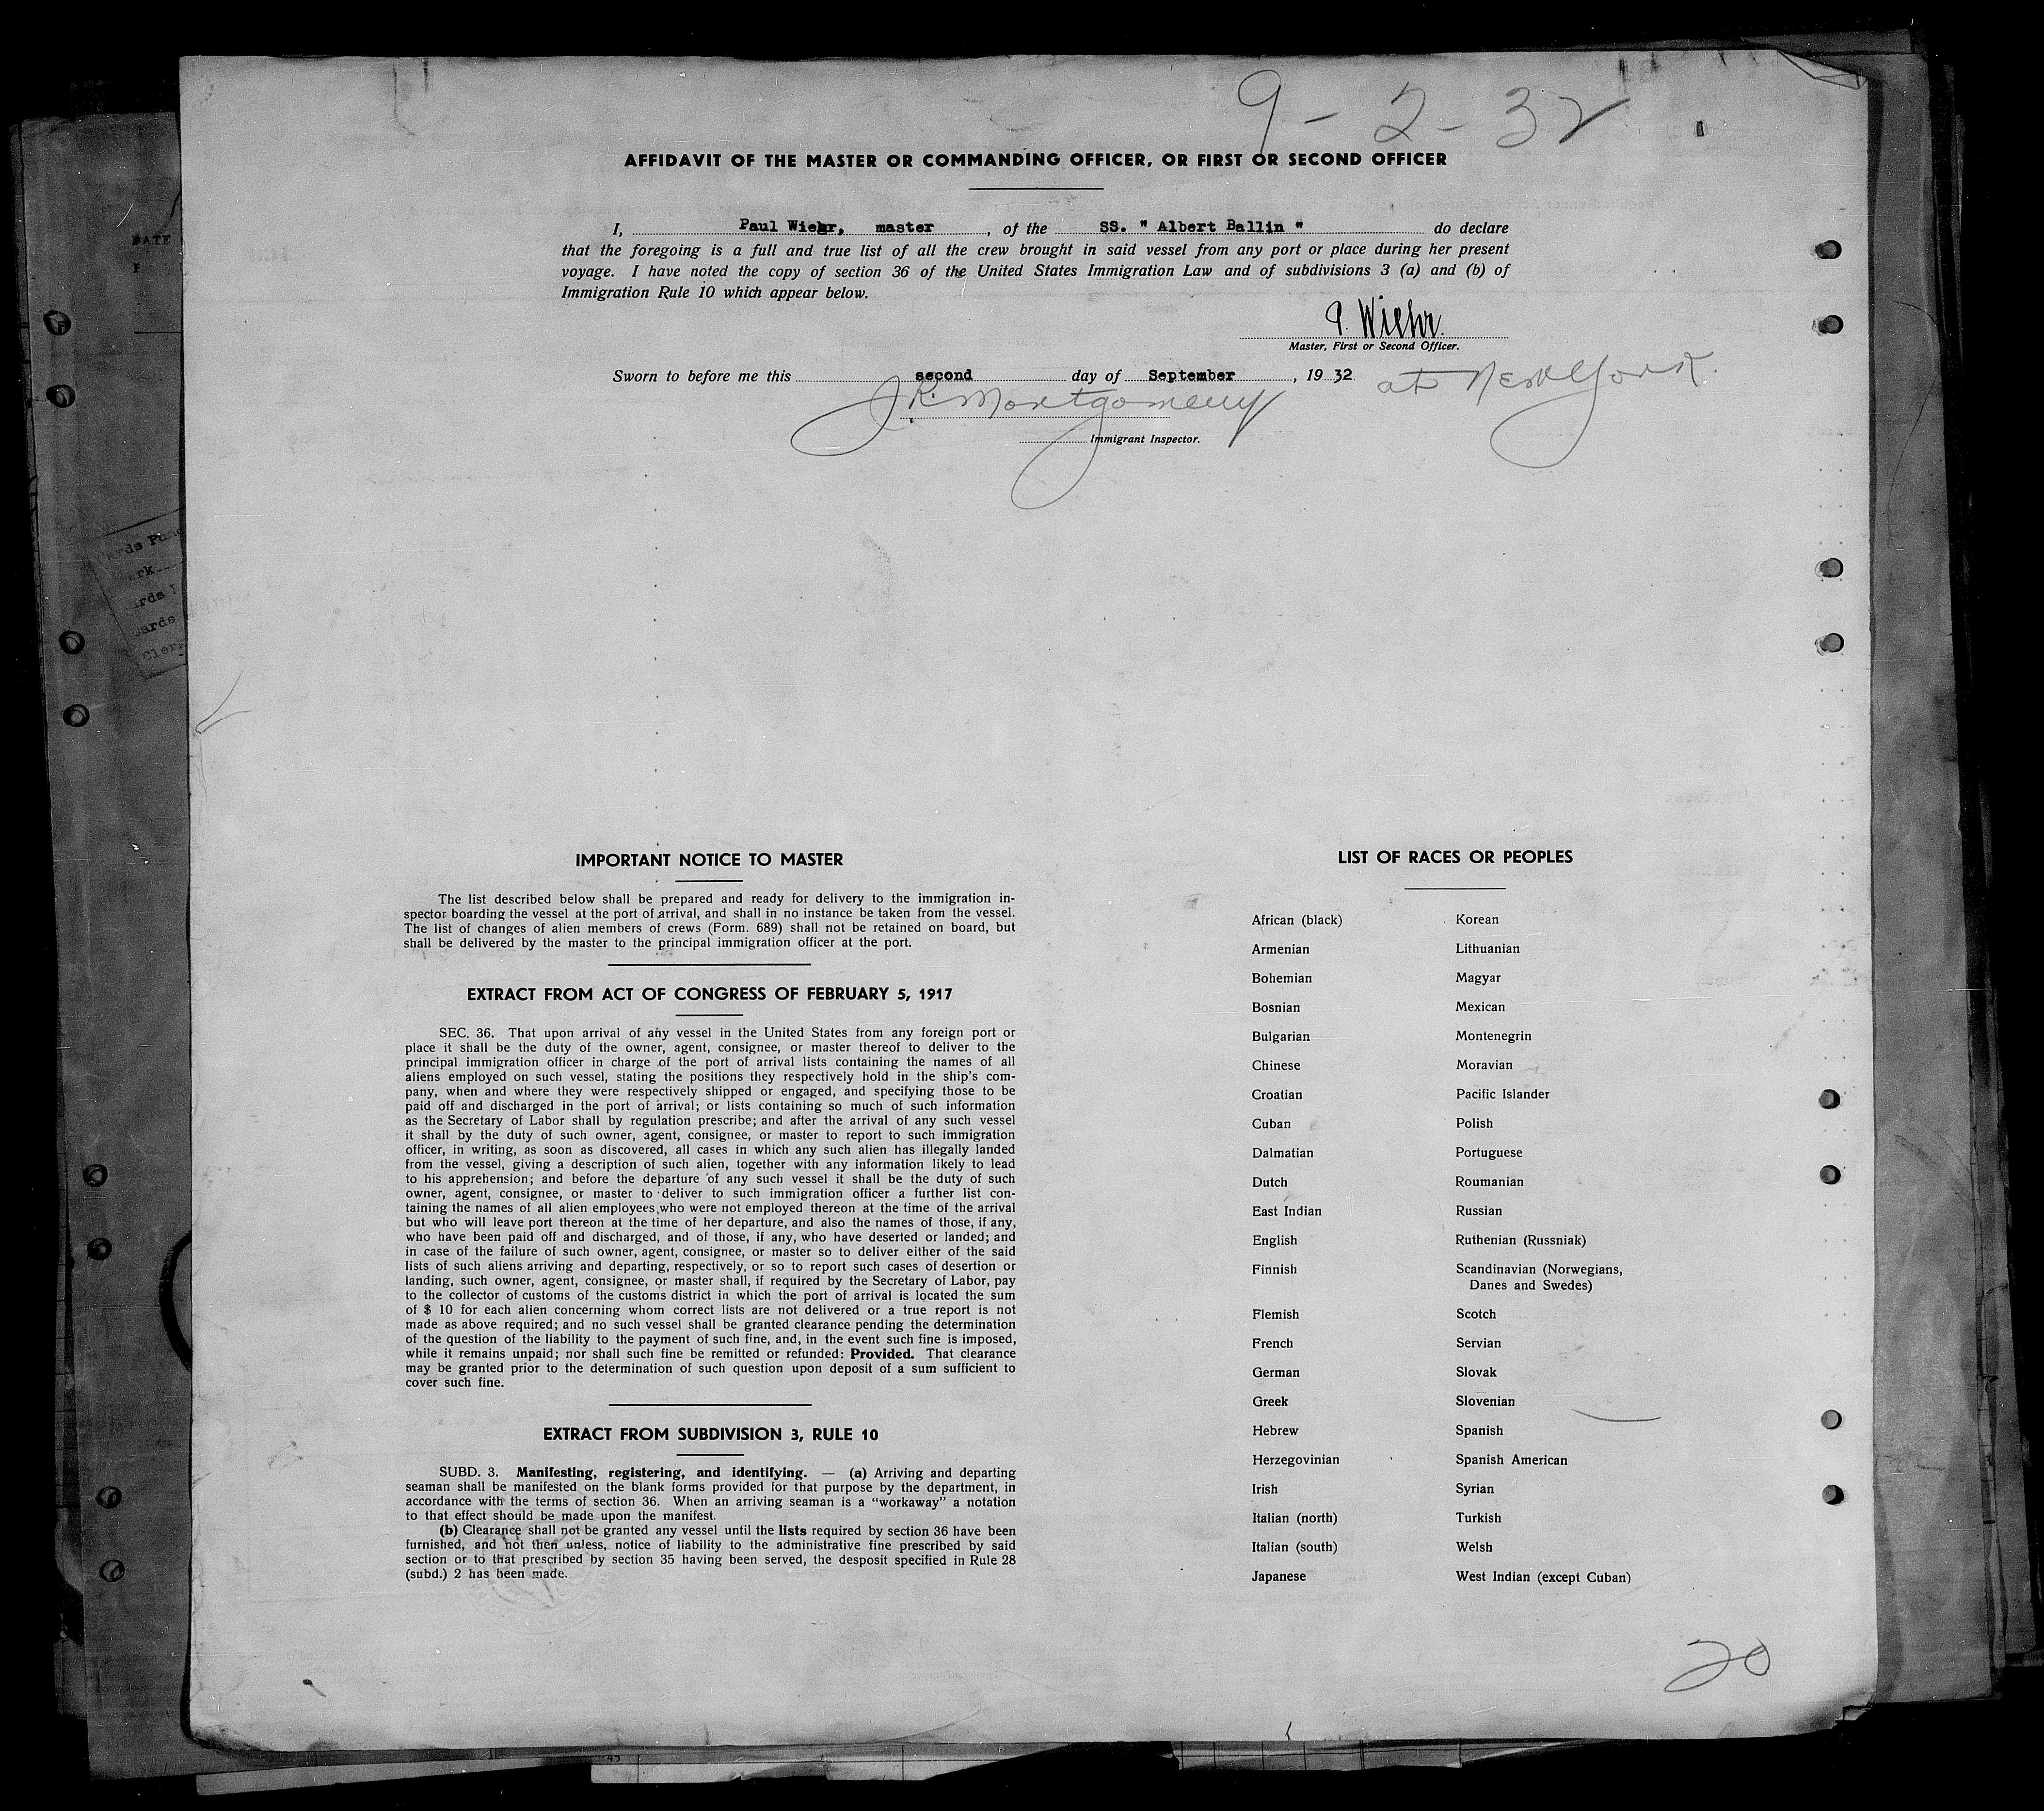 9-2-32
AFFIDAVIT OF THE MASTER OR COMMANDING OFFICER, OR FIRST OR SECOND OFFICER
I, Paul Wiehr, master, of the SS. " Albert Ballin " do declare
that the foregoing is a full and true list of all the crew brought in said vessel from any port or place during her present
voyage. I have noted the copy of section 36 of the United States Immigration Law and of subdivisions 3 (a) and (b) of
Immigration Rule 10 which appear below.
P. Wiehr.
Master, First or Second Officer.
Sworn to before me this second day of September, 19 32 at New York.
J.R. Montgomery
Immigrant Inspector.
DATE
Cards
Clerk
IMPORTANT NOTICE TO MASTER
The list described below shall be prepared and ready for delivery to the immigration in-
spector boarding the vessel at the port of arrival, and shall in no instance be taken from the vessel.
The list of changes of alien members of crews (Form. 689) shall not be retained on board, but
shall be delivered by the master to the principal immigration officer at the port.
EXTRACT FROM ACT OF CONGRESS OF FEBRUARY 5, 1917
SEC. 36. That upon arrival of any vessel in the United States from any foreign port or
place it shall be the duty of the owner, agent, consignee, or master thereof to deliver to the
principal immigration officer in charge of the port of arrival lists containing the names of all
aliens employed on such vessel, stating the positions they respectively hold in the ship's com-
pany, when and where they were respectively shipped or engaged, and specifying those to be
paid off and discharged in the port of arrival; or lists containing so much of such information
as the Secretary of Labor shall by regulation prescribe; and after the arrival of any such vessel
it shall by the duty of such owner, agent, consignee, or master to report to such immigration
officer, in writing, as soon as discovered, all cases in which any such alien has illegally landed
from the vessel, giving a description of such alien, together with any information likely to lead
to his apprehension; and before the departure of any such vessel it shall be the duty of such
owner, agent, consignee, or master to deliver to such immigration officer a further list con-
taining the names of all alien employees who were not employed thereon at the time of the arrival
but who will leave port thereon at the time of her departure, and also the names of those, if any,
who have been paid off and discharged, and of those, if any, who have deserted or landed; and
in case of the failure of such owner, agent, consignee, or master so to deliver either of the said
lists of such aliens arriving and departing, respectively, or so to report such cases of desertion or
landing, such owner, agent, consignee, or master shall, if required by the Secretary of Labor, pay
to the collector of customs of the customs district in which the port of arrival is located the sum
of $ 10 for each alien concerning whom correct lists are not delivered or a true report is not
made as above required; and no such vessel shall be granted clearance pending the determination
of the question of the liability to the payment of such fine, and, in the event such fine is imposed,
while it remains unpaid; nor shall such fine be remitted or refunded: Provided. That clearance
may be granted prior to the determination of such question upon deposit of a sum sufficient to
cover such fine.
EXTRACT FROM SUBDIVISION 3, RULE 10
SUBD. 3. Manifesting, registering, and identifying. — (a) Arriving and departing
seaman shall be manifested on the blank forms provided for that purpose by the department, in
accordance with the terms of section 36. When an arriving seaman is a "workaway" a notation
to that effect should be made upon the manifest.
(b) Clearance shall not be granted any vessel until the lists required by section 36 have been
furnished, and not then unless, notice of liability to the administrative fine prescribed by said
section or to that prescribed by section 35 having been served, the desposit specified in Rule 28
(subd.) 2 has been made.
LIST OF RACES OR PEOPLES
African (black)
Armenian
Bohemian
Bosnian
Bulgarian
Chinese
Croatian
Cuban
Dalmatian
Dutch
East Indian
English
Finnish
Flemish
French
German
Greek
Hebrew
Herzegovinian
Irish
Italian (north)
Italian (south)
Japanese
Korean
Lithuanian
Magyar
Mexican
Montenegrin
Moravian
Pacific Islander
Polish
Portuguese
Roumanian
Russian
Ruthenian (Russniak)
Scandinavian (Norwegians,
Danes and Swedes)
Scotch
Servian
Slovak
Slovenian
Spanish
Spanish American
Syrian
Turkish
Welsh
West Indian (except Cuban)
20